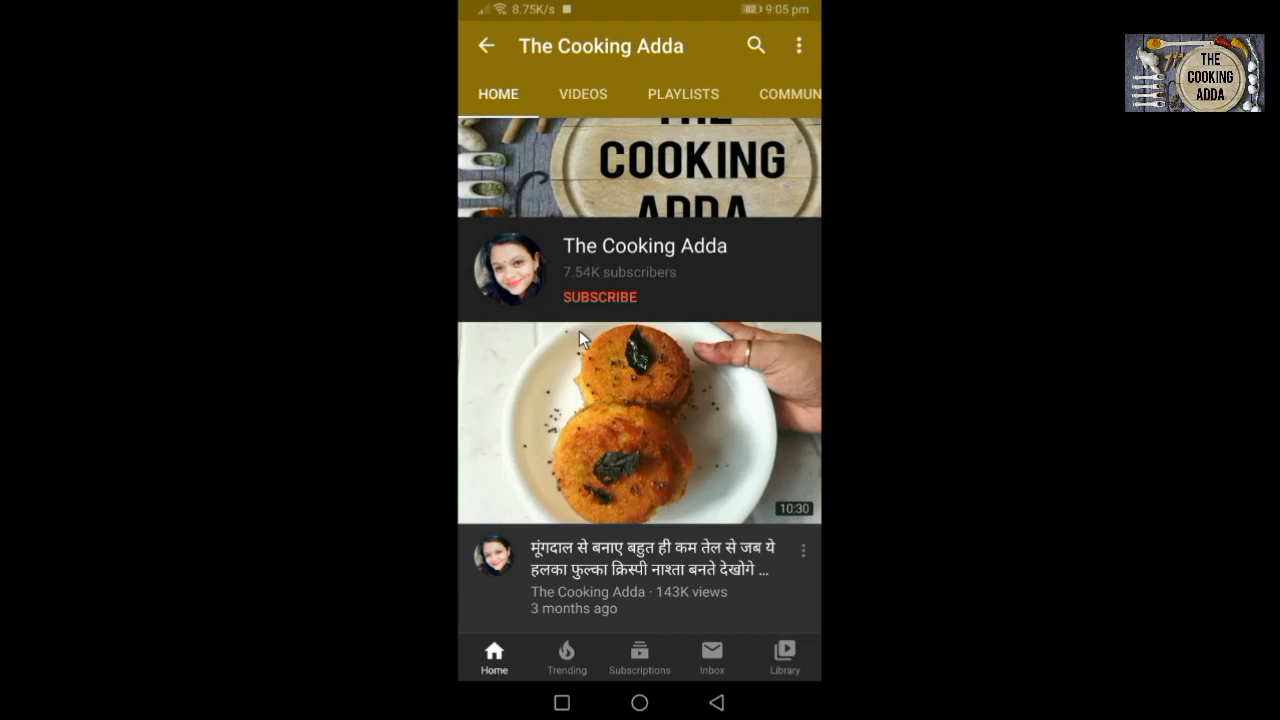 8.75K/s
82 9:05 pm
The Cooking Adda
HOME VIDEOS PLAYLISTS COMMUN
THE
COOKING
ADDA
The Cooking Adda
7.54K subscribers
SUBSCRIBE
10:30
मूंगदाल से बनाए बहुत ही कम तेल से जब ये
हलका फुल्का क्रिस्पी नाश्ता बनते देखोगे ...
The Cooking Adda · 143K views
3 months ago
Home Trending Subscriptions Inbox Library
THE
COOKING
ADDA